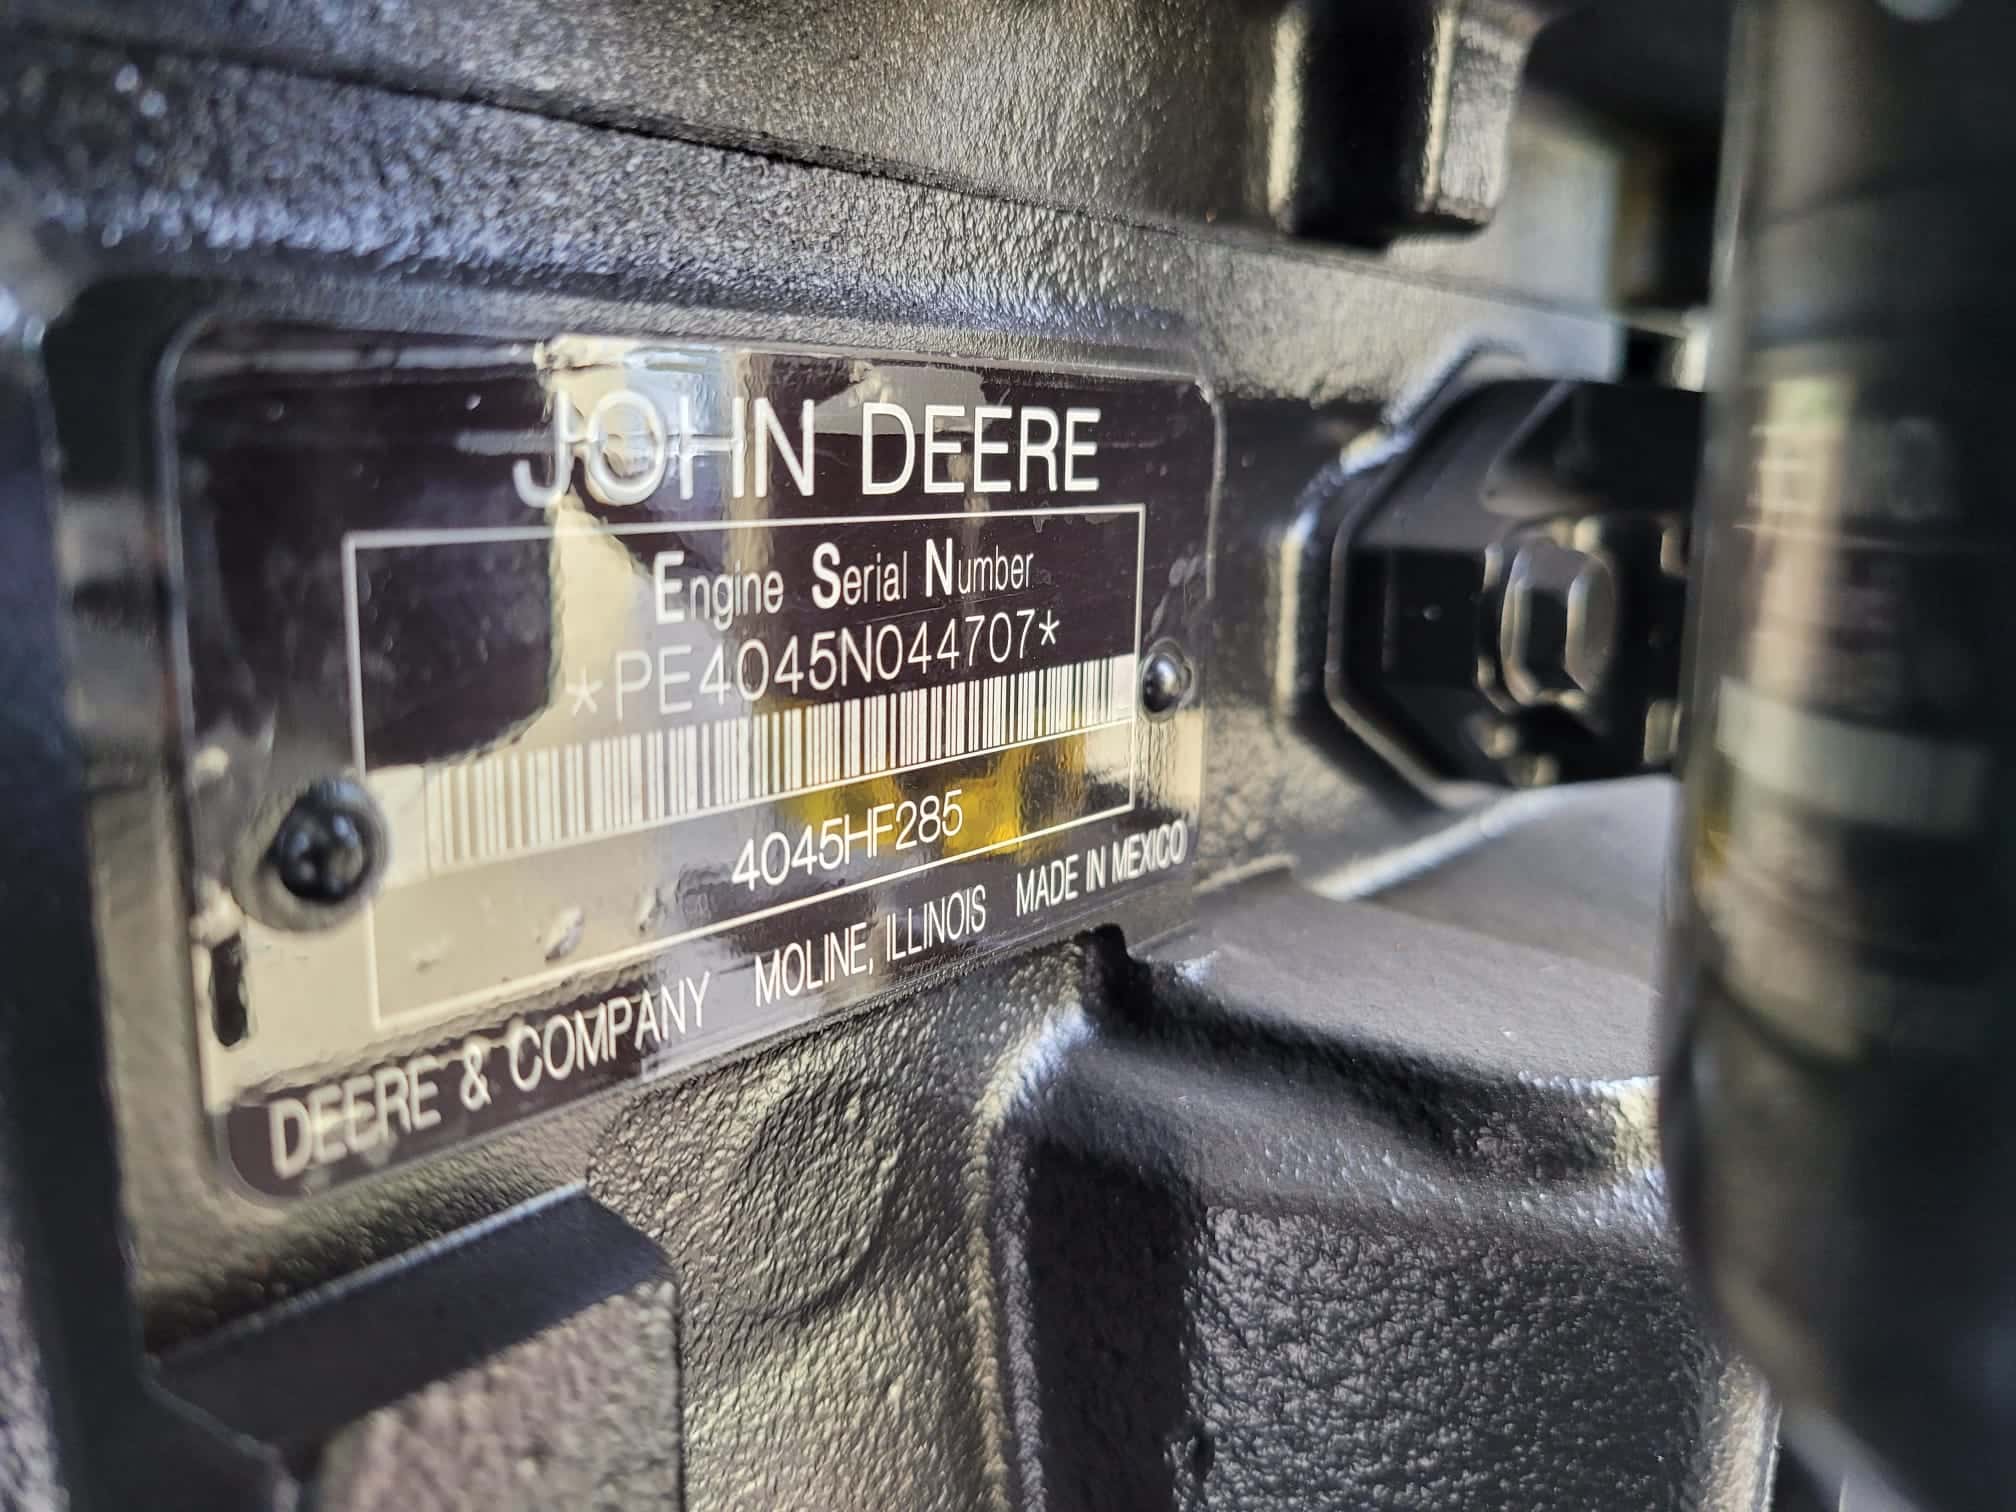 JOHN DEERE
Engine Serial Number
*PE4045N044707*
4045HF285
DEERE & COMPANY MOLINE, ILLINOIS MADE IN MEXICO